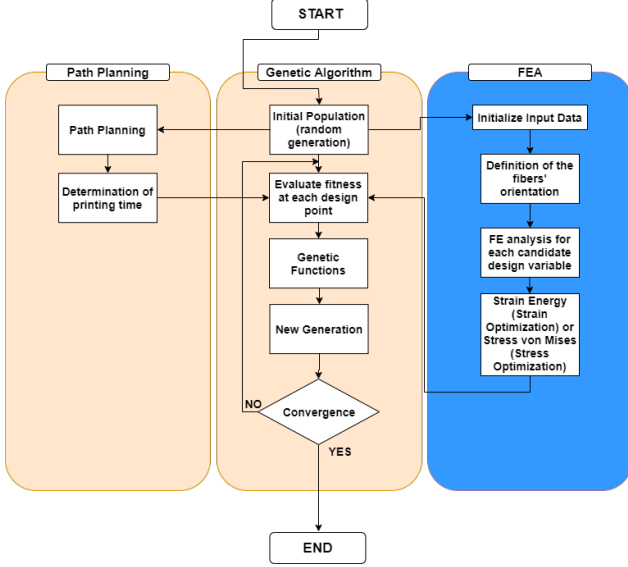 START
Path Planning
Genetic Algorithm
FEA
Path Planning
Determination of
printing time
Initial Population
(random
generation)
Evaluate fitness
at each design
point
Genetic
Functions
New Generation
Convergence
NO
YES
END
Initialize Input Data
Definition of the
fibers'
orientation
FE analysis for
each candidate
design variable
Strain Energy
(Strain
Optimization) or
Stress von Mises
(Stress
Optimization)